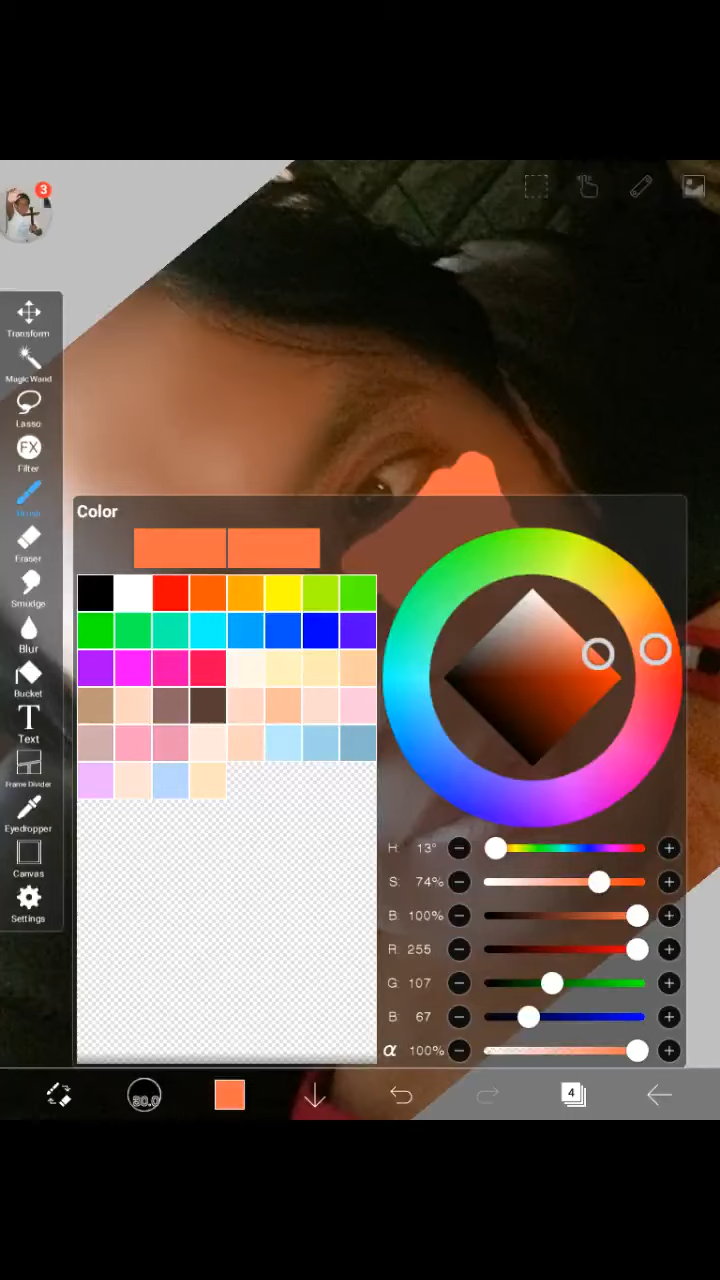 3
Transform
Magic Wand
Lasso
FX
Filter
Brush
Eraser
Smudge
Blur
Bucket
T
Text
Frame Divider
Eyedropper
Canvas
Settings
Color
H: 13°
S: 74%
B: 100%
R: 255
G: 107
B: 67
α 100%
30.0
4